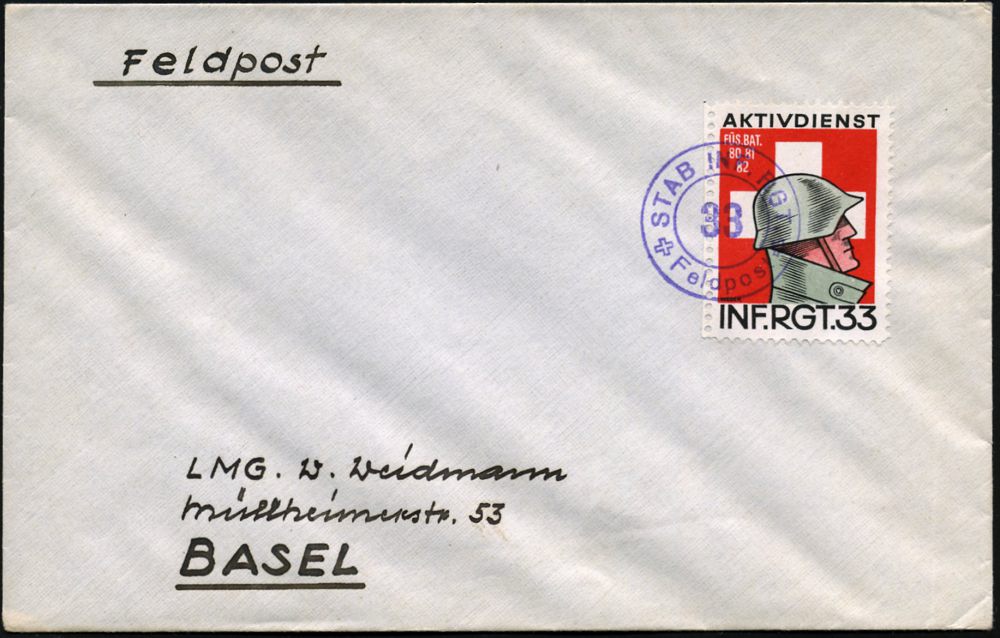 Feldpost
AKTIVDIENST
FÜS.BAT.
80 81
82
INF.RGT.33
STAB INF. RGT.
33
Feldpost
LMG. W. Weidmann
Müllheimerstr. 53
BASEL